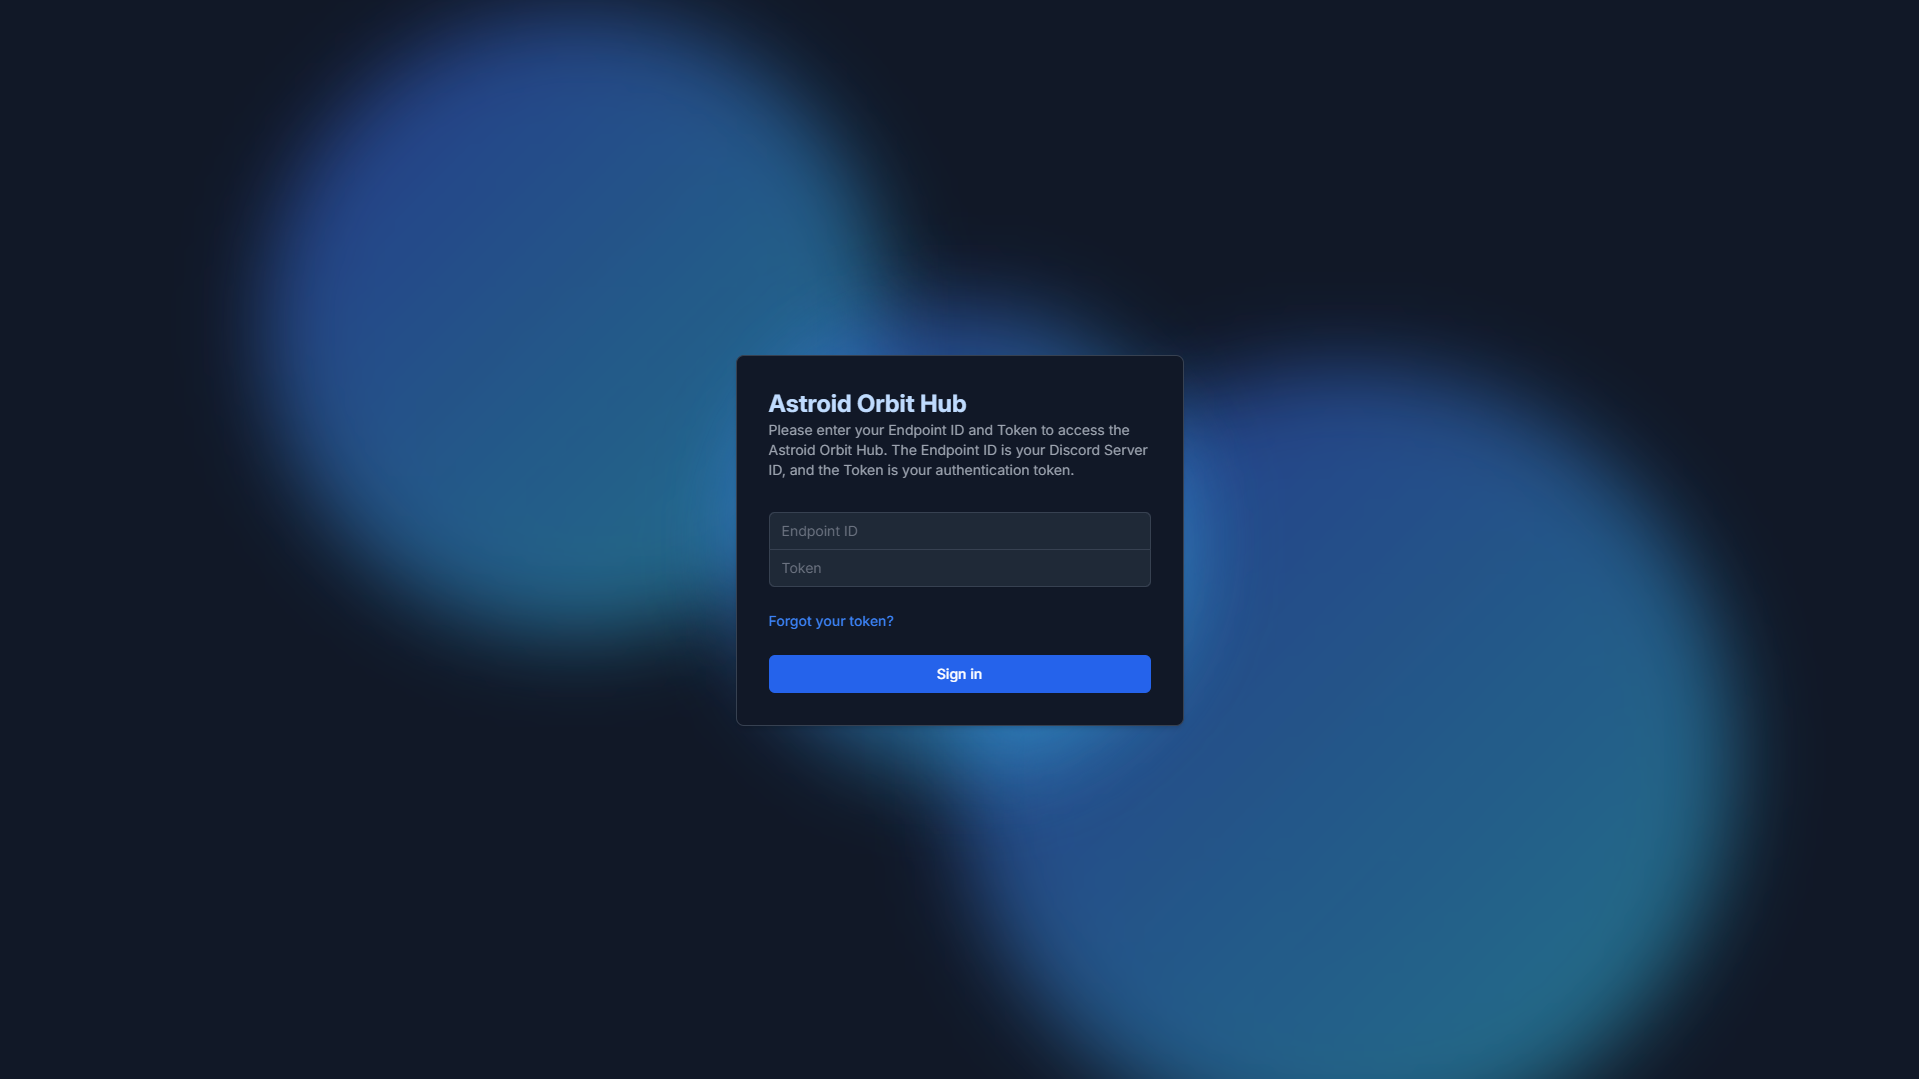 Astroid Orbit Hub
Please enter your Endpoint ID and Token to access the
Astroid Orbit Hub. The Endpoint ID is your Discord Server
ID, and the Token is your authentication token.
Endpoint ID
Token
Forgot your token?
Sign in